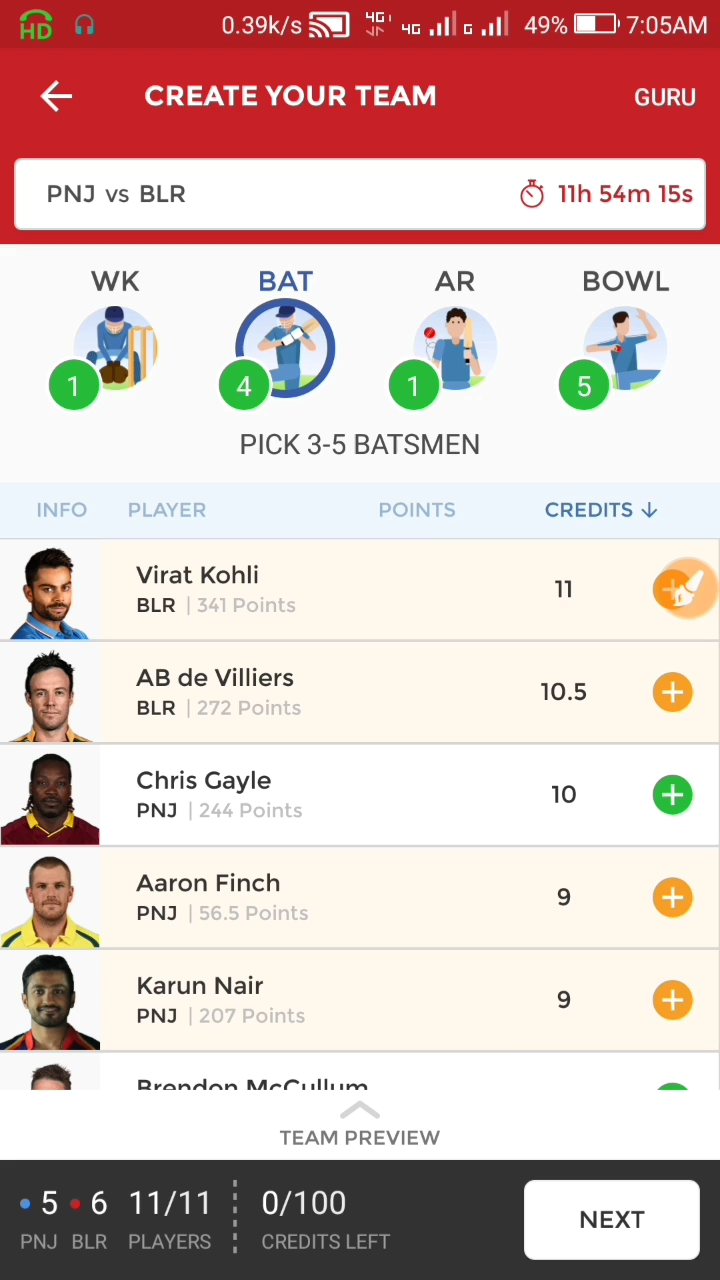 HD 0.39k/s 4G 4G G 49% 7:05AM
CREATE YOUR TEAM GURU
PNJ vs BLR 11h 54m 15s
WK BAT AR BOWL
1 4 1 5
PICK 3-5 BATSMEN
INFO PLAYER POINTS CREDITS
Virat Kohli
BLR | 341 Points
11
AB de Villiers
BLR | 272 Points
10.5
Chris Gayle
PNJ | 244 Points
10
Aaron Finch
PNJ | 56.5 Points
9
Karun Nair
PNJ | 207 Points
9
Brendon McCullum
TEAM PREVIEW
5 6 11/11 0/100
PNJ BLR PLAYERS CREDITS LEFT
NEXT